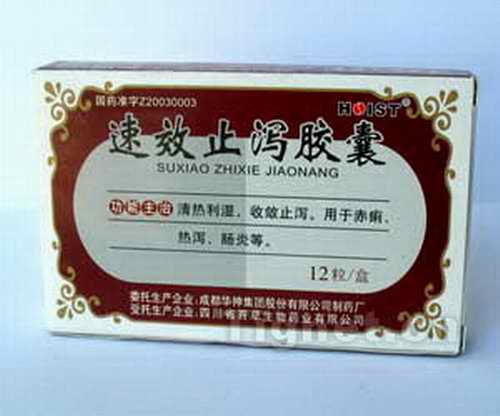 国药准字Z20030003
HOIST
速效止泻胶囊
SUXIAO ZHIXIE JIAONANG
功能主治 清热利湿、收敛止泻。用于赤痢、
热泻、肠炎等。
12粒/盒
委托生产企业:成都华神集团股份有限公司制药厂
受托生产企业:四川省荞草生物药业有限公司